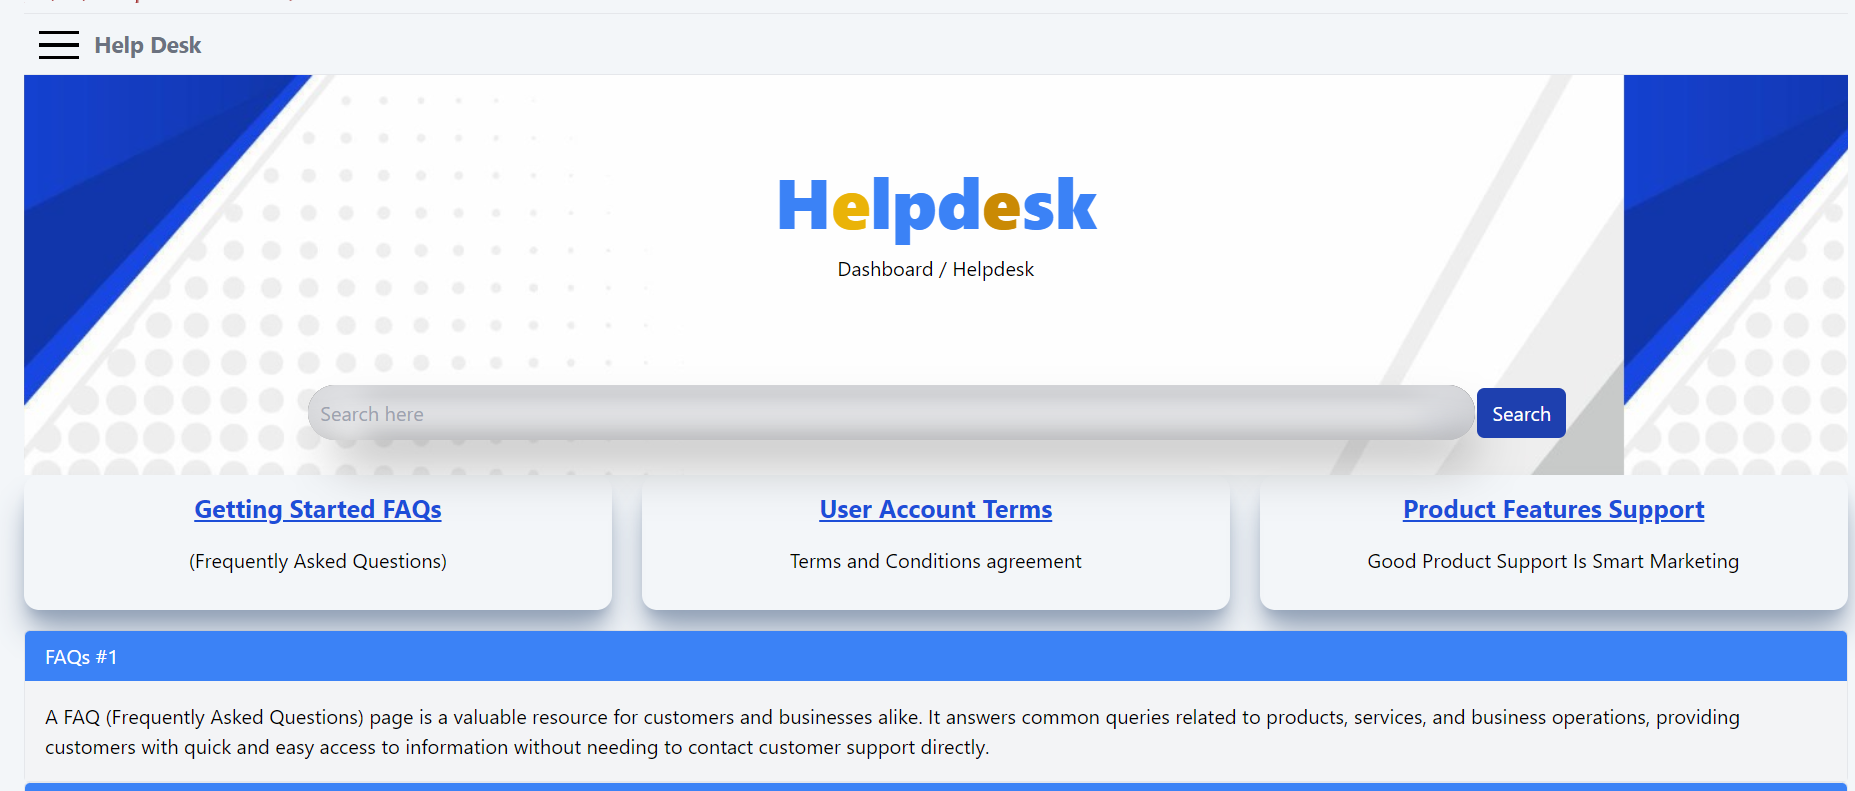 Help Desk
Helpdesk
Dashboard / Helpdesk
Search here
Search
Getting Started FAQs
User Account Terms
Product Features Support
(Frequently Asked Questions)
Terms and Conditions agreement
Good Product Support Is Smart Marketing
FAQs #1
A FAQ (Frequently Asked Questions) page is a valuable resource for customers and businesses alike. It answers common queries related to products, services, and business operations, providing
customers with quick and easy access to information without needing to contact customer support directly.